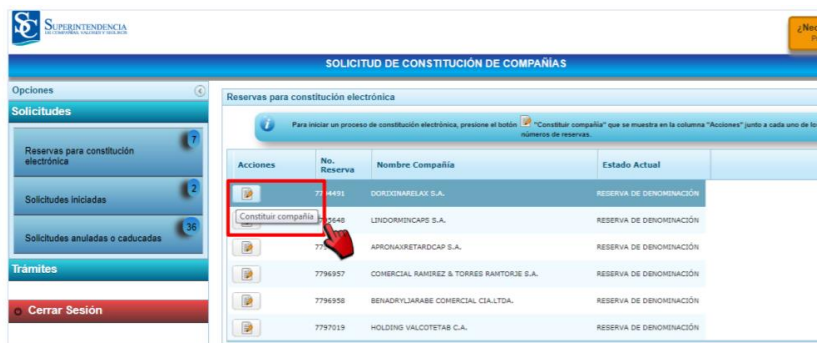 SUPERINTENDENCIA
DE COMPAÑÍAS, VALORES Y SEGUROS
¿Nec
SOLICITUD DE CONSTITUCIÓN DE COMPAÑÍAS
Opciones
Solicitudes
Reservas para constitución
electrónica
7
Solicitudes iniciadas
2
Solicitudes anuladas o caducadas
36
Trámites
Cerrar Sesión
Reservas para constitución electrónica
Para iniciar un proceso de constitución electrónica, presione el botón "Constituir compañía" que se muestra en la columna "Acciones" junto a cada uno de lo
números de reservas.
Acciones No. Reserva Nombre Compañía Estado Actual
DORIXINARELAX S.A. RESERVA DE DENOMINACIÓN
Constituir compañía LINDORMINCAPS S.A. RESERVA DE DENOMINACIÓN
APRONAXRETARDCAP S.A. RESERVA DE DENOMINACIÓN
7796957 COMERCIAL RAMIREZ & TORRES RAMTORJE S.A. RESERVA DE DENOMINACIÓN
7796958 BENADRYLJARABE COMERCIAL CIA.LTDA. RESERVA DE DENOMINACIÓN
7797019 HOLDING VALCOTETAB C.A. RESERVA DE DENOMINACIÓN